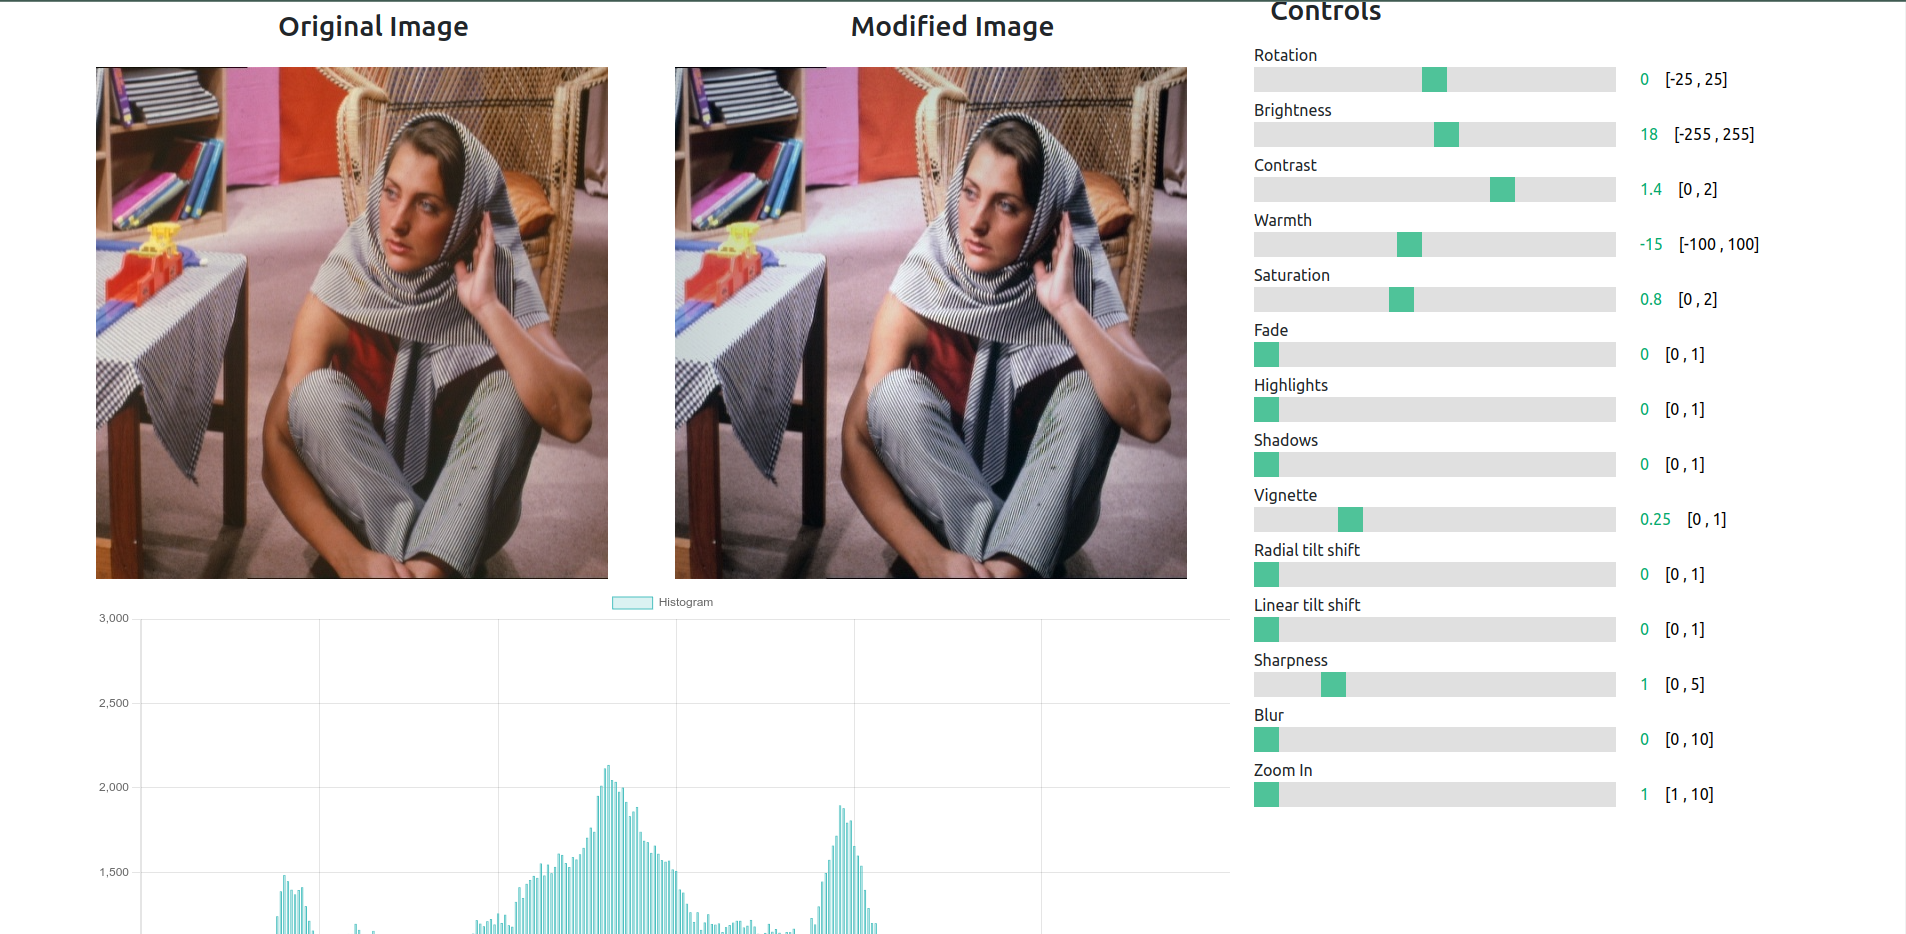 Original Image
Modified Image
Controls
Rotation
0 [-25 , 25]
Brightness
18 [-255 , 255]
Contrast
1.4 [0 , 2]
Warmth
-15 [-100 , 100]
Saturation
0.8 [0 , 2]
Fade
0 [0 , 1]
Highlights
0 [0 , 1]
Shadows
0 [0 , 1]
Vignette
0.25 [0 , 1]
Radial tilt shift
0 [0 , 1]
Linear tilt shift
0 [0 , 1]
Sharpness
1 [0 , 5]
Blur
0 [0 , 10]
Zoom In
1 [1 , 10]
Histogram
3,000
2,500
2,000
1,500